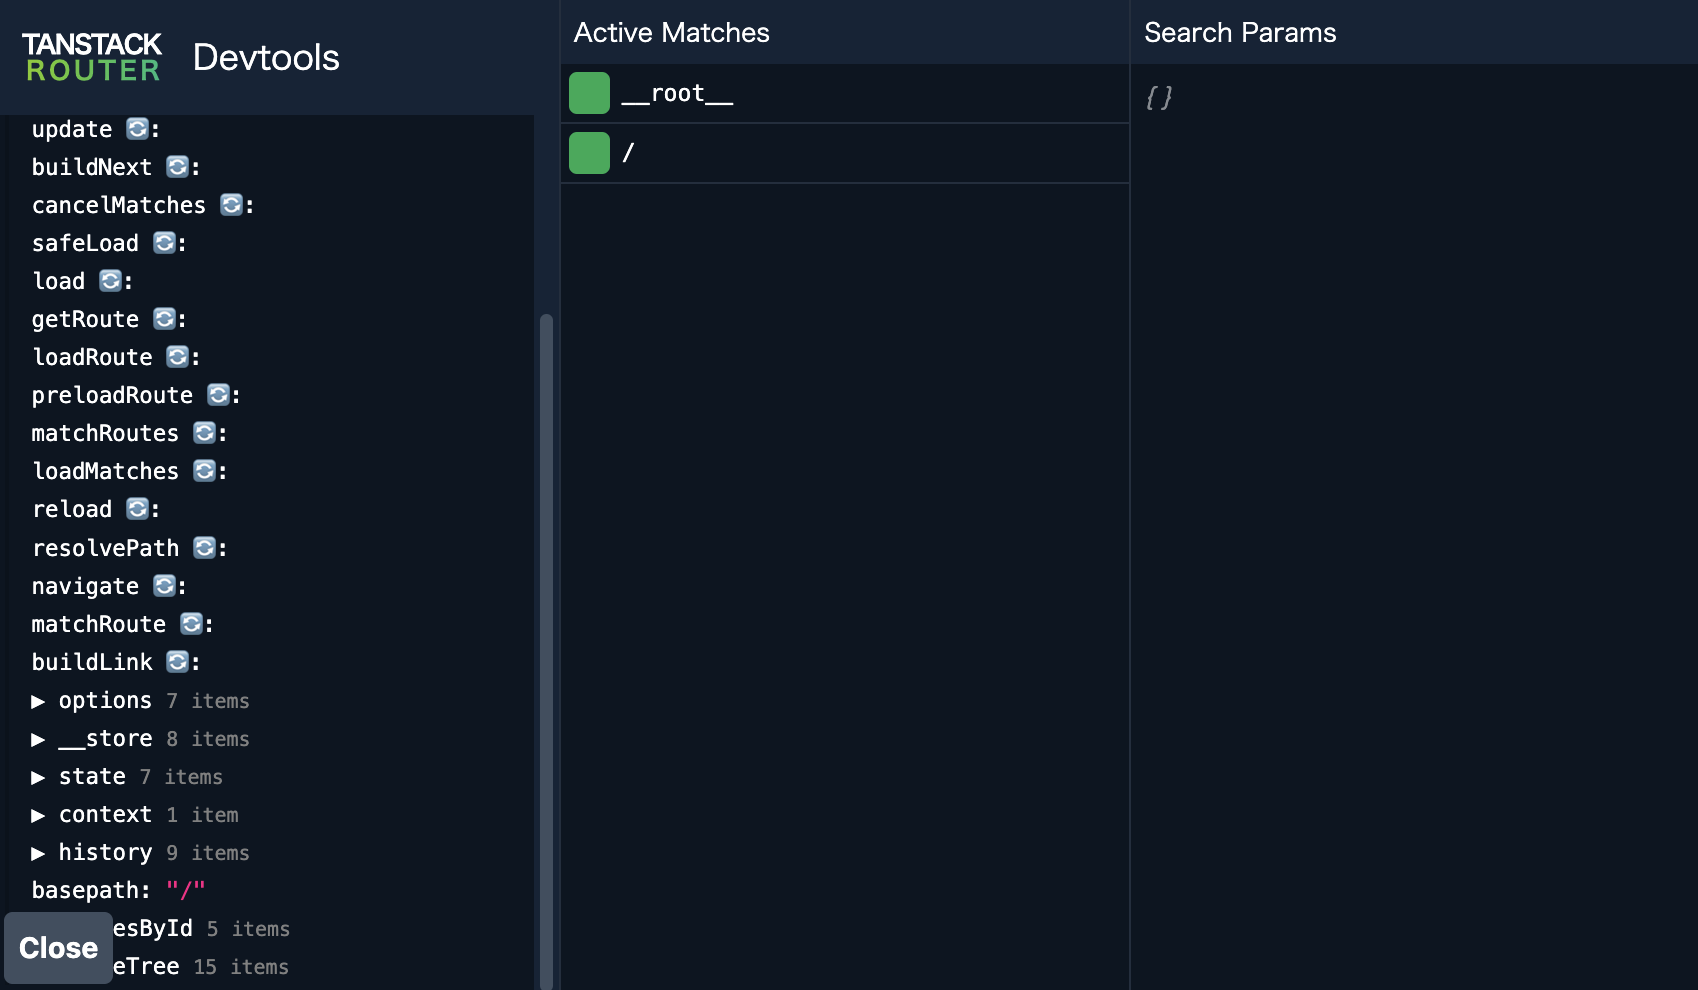 TANSTACK
ROUTER
Devtools
update 🔄:
buildNext 🔄:
cancelMatches 🔄:
safeLoad 🔄:
load 🔄:
getRoute 🔄:
loadRoute 🔄:
preloadRoute 🔄:
matchRoutes 🔄:
loadMatches 🔄:
reload 🔄:
resolvePath 🔄:
navigate 🔄:
matchRoute 🔄:
buildLink 🔄:
▶ options 7 items
▶ __store 8 items
▶ state 7 items
▶ context 1 item
▶ history 9 items
basepath: "/"
esById 5 items
eTree 15 items
Close
Active Matches
__root__
/
Search Params
{}